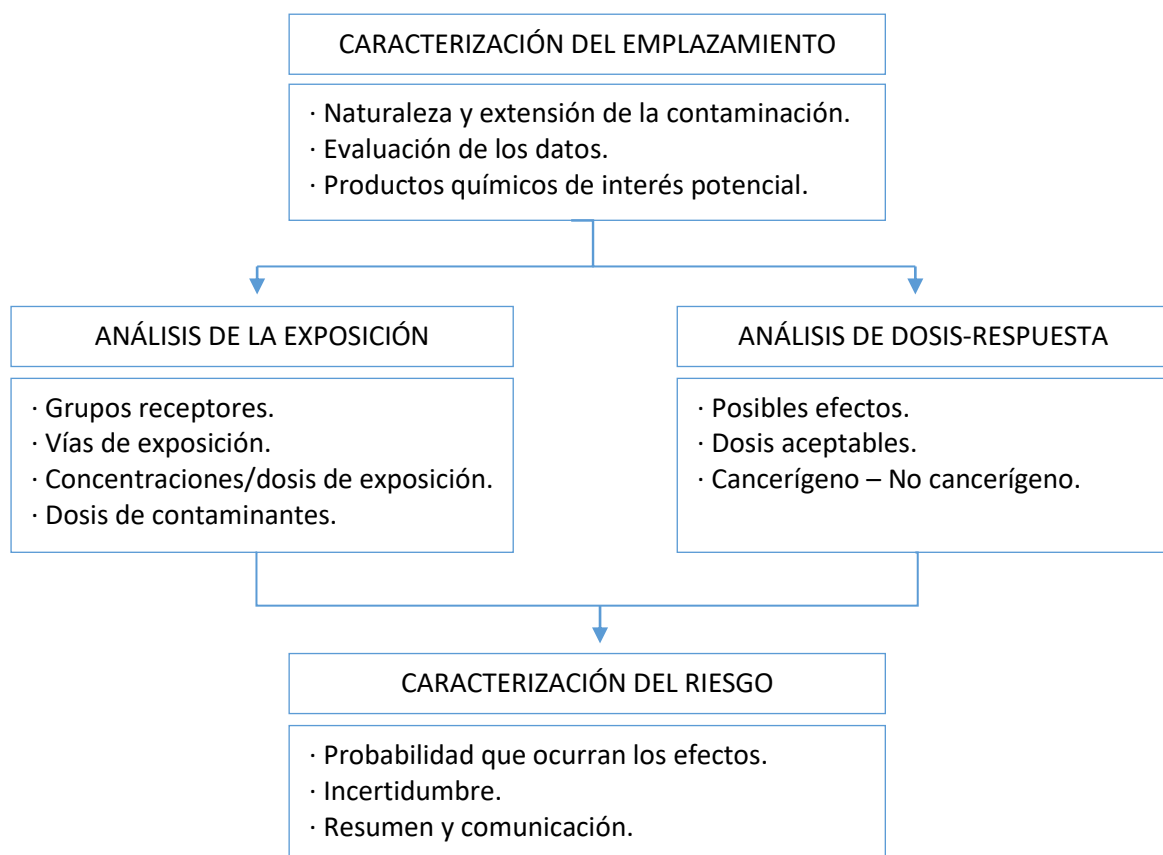 CARACTERIZACIÓN DEL EMPLAZAMIENTO
· Naturaleza y extensión de la contaminación.
· Evaluación de los datos.
· Productos químicos de interés potencial.
ANÁLISIS DE LA EXPOSICIÓN
· Grupos receptores.
· Vías de exposición.
· Concentraciones/dosis de exposición.
· Dosis de contaminantes.
ANÁLISIS DE DOSIS-RESPUESTA
· Posibles efectos.
· Dosis aceptables.
· Cancerígeno – No cancerígeno.
CARACTERIZACIÓN DEL RIESGO
· Probabilidad que ocurran los efectos.
· Incertidumbre.
· Resumen y comunicación.